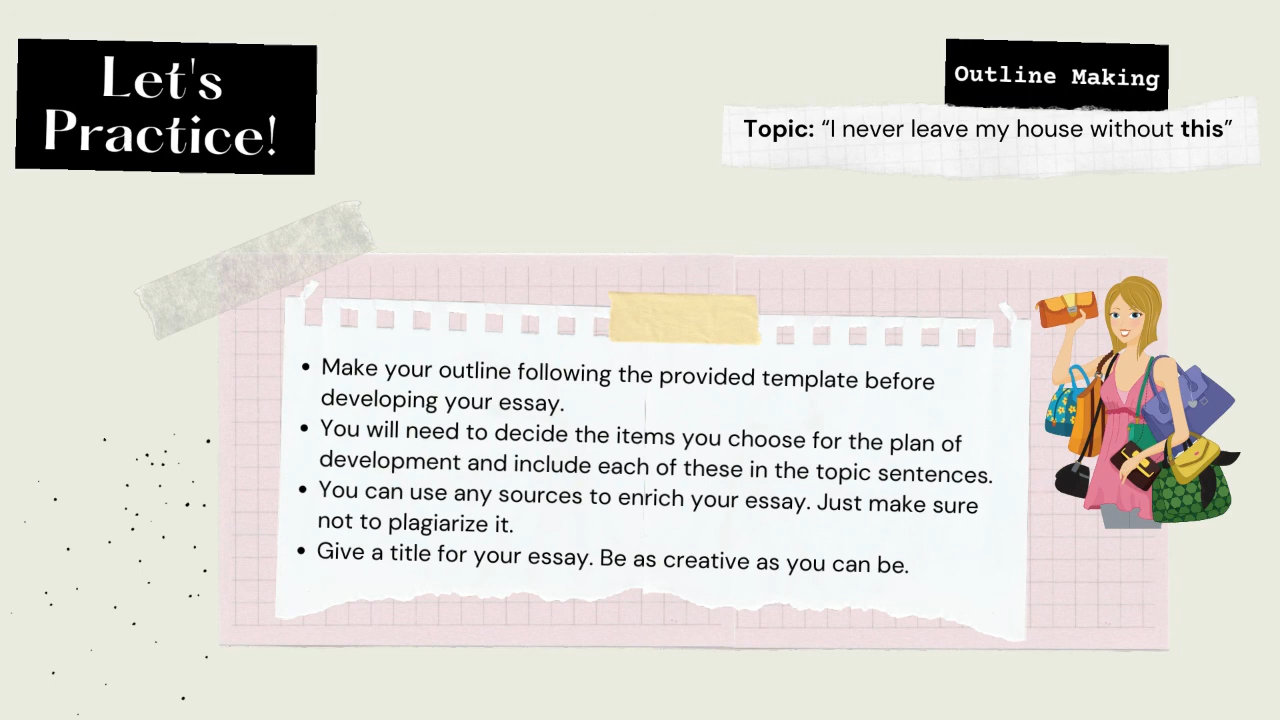 Let's
Practice!
Outline Making
Topic: “I never leave my house without this”
• Make your outline following the provided template before
developing your essay.
• You will need to decide the items you choose for the plan of
development and include each of these in the topic sentences.
• You can use any sources to enrich your essay. Just make sure
not to plagiarize it.
• Give a title for your essay. Be as creative as you can be.